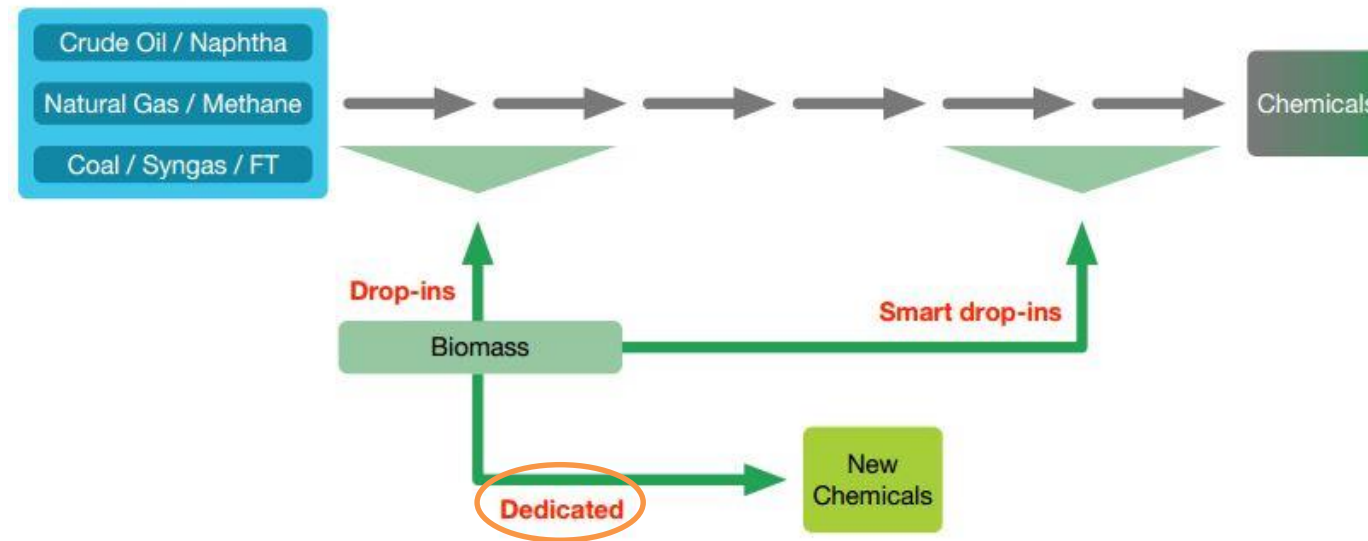 Crude Oil / Naphtha
Natural Gas / Methane
Coal / Syngas / FT
Chemicals
Drop-ins
Smart drop-ins
Biomass
New
Chemicals
Dedicated